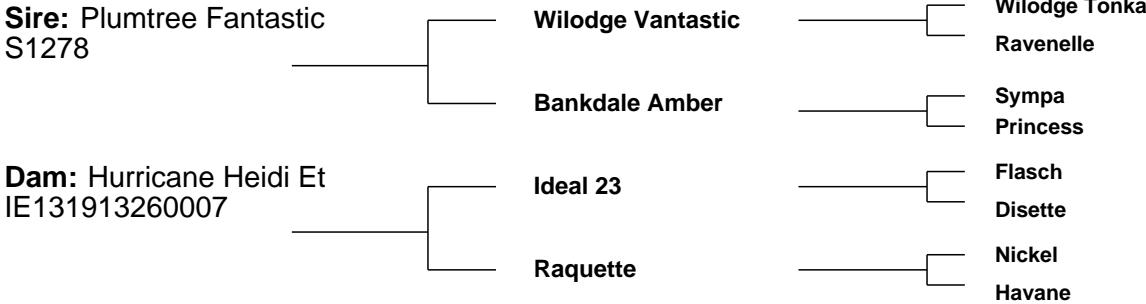 Sire: Plumtree Fantastic
S1278
Wilodge Vantastic
Wilodge Tonka
Ravenelle
Bankdale Amber
Sympa
Princess
Dam: Hurricane Heidi Et
IE131913260007
Ideal 23
Flasch
Disette
Raquette
Nickel
Havane